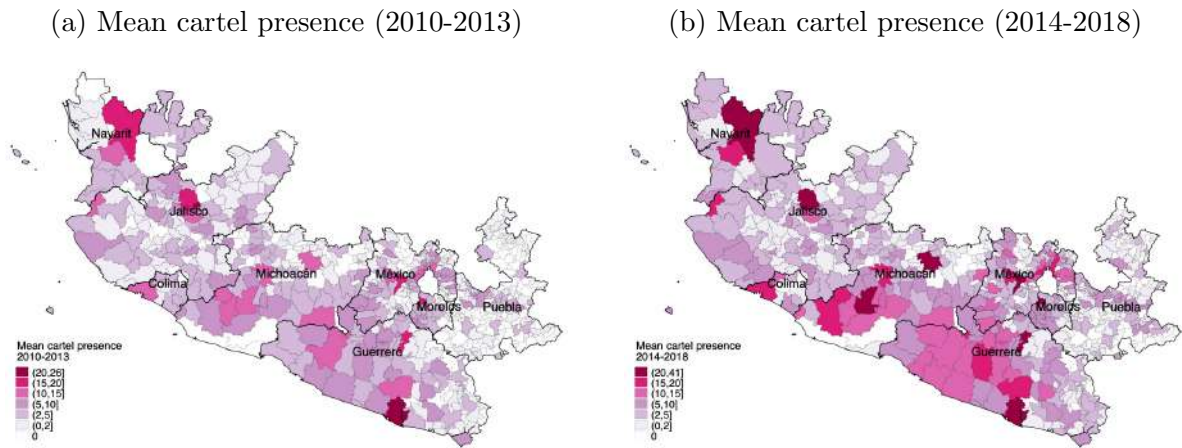 (a) Mean cartel presence (2010-2013)
Nayarit
Jalisco
Colima
Michoacán
México
Morelos
Puebla
Guerrero
Mean cartel presence
2010-2013
(20,26]
(15,20]
(10,15]
(5,10]
(2,5]
(0,2]
0
(b) Mean cartel presence (2014-2018)
Nayarit
Jalisco
Colima
Michoacán
México
Morelos
Puebla
Guerrero
Mean cartel presence
2014-2018
(20,41]
(15,20]
(10,15]
(5,10]
(2,5]
(0,2]
0